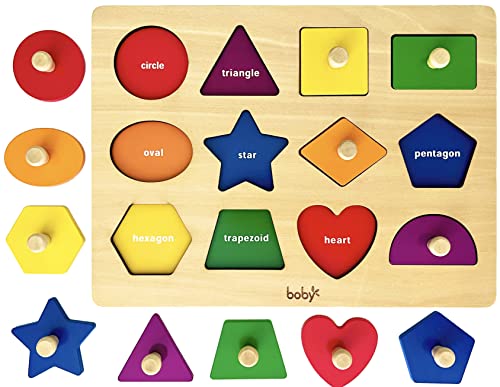 circle
triangle
oval
star
pentagon
hexagon
trapezoid
heart
boby